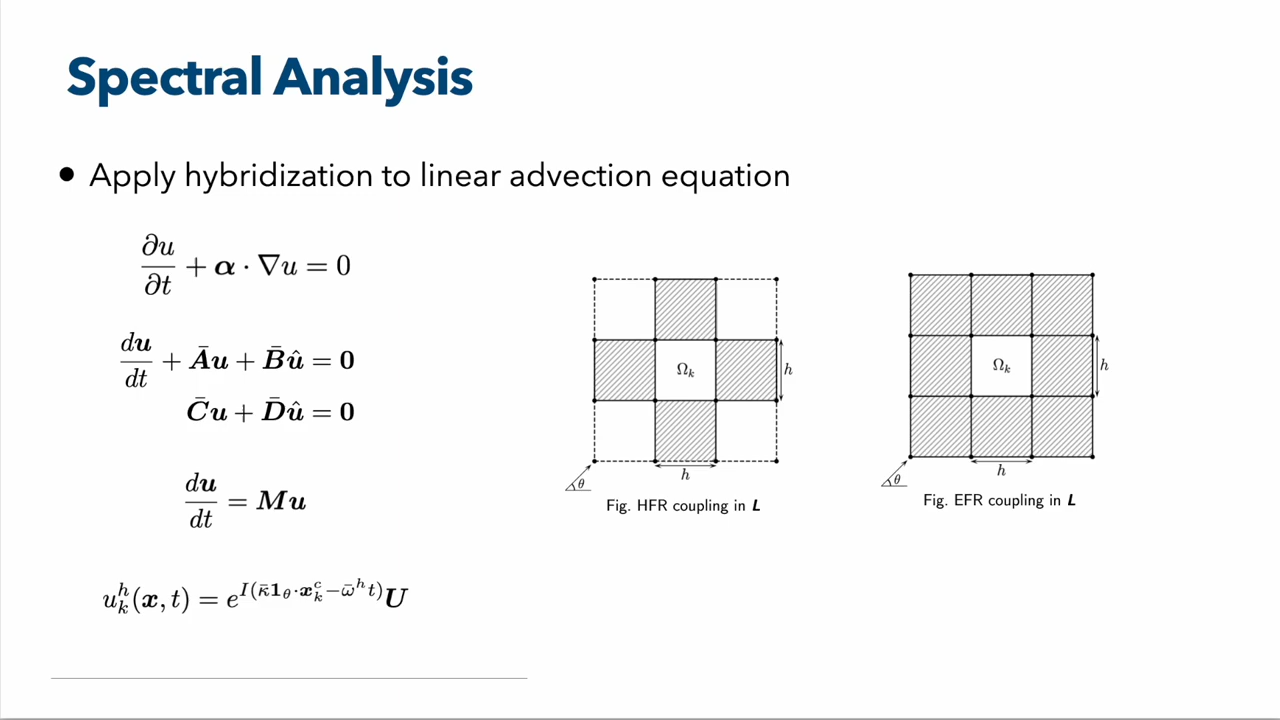 Spectral Analysis
• Apply hybridization to linear advection equation
∂u/∂t + α · ∇u = 0
du/dt + Āu + B̄û = 0
C̄u + D̄û = 0
du/dt = Mu
u_k^h(x, t) = e^{I(κ̄1_θ·x_k^c−ω̄^h t)}U
Ω_k
h
h
θ
Fig. HFR coupling in L
Ω_k
h
h
θ
Fig. EFR coupling in L